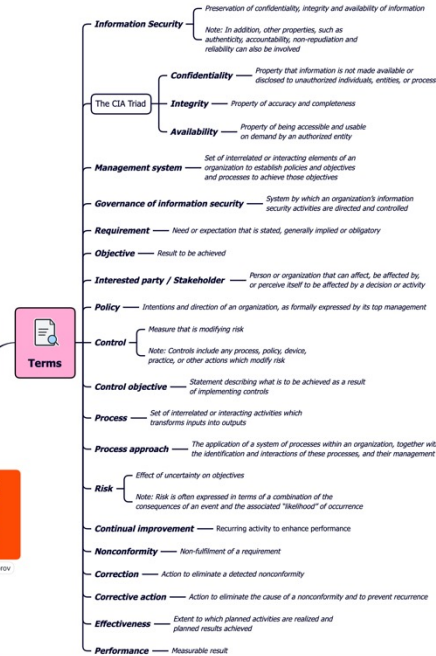 Information Security
Preservation of confidentiality, integrity and availability of information
Note: In addition, other properties, such as
authenticity, accountability, non-repudiation and
reliability can also be involved
The CIA Triad
Confidentiality
Property that information is not made available or
disclosed to unauthorized individuals, entities, or process
Integrity
Property of accuracy and completeness
Availability
Property of being accessible and usable
on demand by an authorized entity
Management system
Set of interrelated or interacting elements of an
organization to establish policies and objectives
and processes to achieve those objectives
Governance of information security
System by which an organization's information
security activities are directed and controlled
Requirement
Need or expectation that is stated, generally implied or obligatory
Objective
Result to be achieved
Interested party / Stakeholder
Person or organization that can affect, be affected by,
or perceive itself to be affected by a decision or activity
Policy
Intentions and direction of an organization, as formally expressed by its top management
Terms
Control
Measure that is modifying risk
Note: Controls include any process, policy, device,
practice, or other actions which modify risk
Control objective
Statement describing what is to be achieved as a result
of implementing controls
Process
Set of interrelated or interacting activities which
transforms inputs into outputs
Process approach
The application of a system of processes within an organization, together wit
the identification and interactions of these processes, and their management
Risk
Effect of uncertainty on objectives
Note: Risk is often expressed in terms of a combination of the
consequences of an event and the associated "likelihood" of occurrence
Continual improvement
Recurring activity to enhance performance
Nonconformity
Non-fulfilment of a requirement
Correction
Action to eliminate a detected nonconformity
rov
Corrective action
Action to eliminate the cause of a nonconformity and to prevent recurrence
Effectiveness
Extent to which planned activities are realized and
planned results achieved
Performance
Measurable result